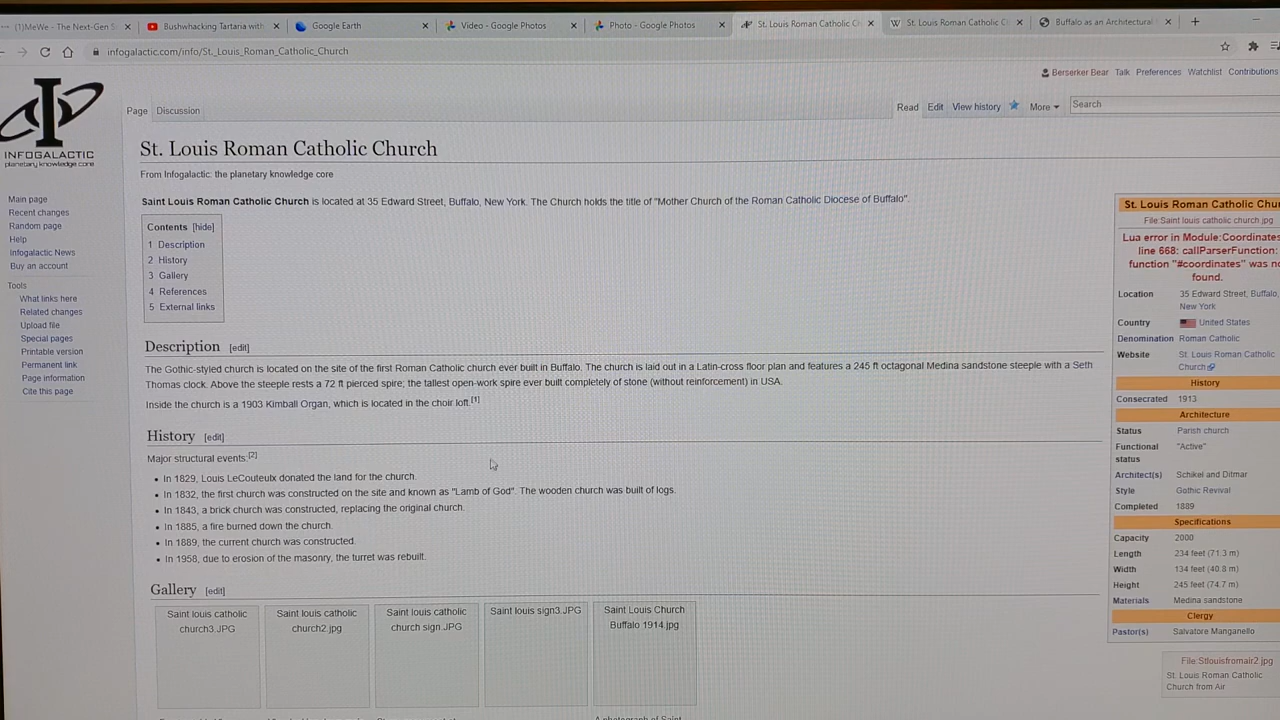 (1)MeWe - The Next-Gen S
Bushwhacking Tartaria with
Google Earth
Video - Google Photos
Photo - Google Photos
St. Louis Roman Catholic Ch
St. Louis Roman Catholic C
Buffalo as an Architectural
infogalactic.com/info/St._Louis_Roman_Catholic_Church
Berserker Bear Talk Preferences Watchlist Contributions
Page Discussion
Read Edit View history More Search
INFOGALACTIC
planetary knowledge core
Main page
Recent changes
Random page
Help
Infogalactic News
Buy an account
Tools
What links here
Related changes
Upload file
Special pages
Printable version
Permanent link
Page information
Cite this page
St. Louis Roman Catholic Church
From Infogalactic: the planetary knowledge core
Saint Louis Roman Catholic Church is located at 35 Edward Street, Buffalo, New York. The Church holds the title of "Mother Church of the Roman Catholic Diocese of Buffalo".
Contents [hide]
1 Description
2 History
3 Gallery
4 References
5 External links
Description [edit]
The Gothic-styled church is located on the site of the first Roman Catholic church ever built in Buffalo. The church is laid out in a Latin-cross floor plan and features a 245 ft octagonal Medina sandstone steeple with a Seth
Thomas clock. Above the steeple rests a 72 ft pierced spire; the tallest open-work spire ever built completely of stone (without reinforcement) in USA.
Inside the church is a 1903 Kimball Organ, which is located in the choir loft.[1]
History [edit]
Major structural events:[2]
• In 1829, Louis LeCouteulx donated the land for the church.
• In 1832, the first church was constructed on the site and known as "Lamb of God". The wooden church was built of logs.
• In 1843, a brick church was constructed, replacing the original church.
• In 1885, a fire burned down the church.
• In 1889, the current church was constructed.
• In 1958, due to erosion of the masonry, the turret was rebuilt.
Gallery [edit]
Saint louis catholic
church3.JPG
Saint louis catholic
church2.jpg
Saint louis catholic
church sign.JPG
Saint louis sign3.JPG
Saint Louis Church
Buffalo 1914.jpg
A photograph of Saint
St. Louis Roman Catholic Chu
File:Saint louis catholic church.jpg
Lua error in Module:Coordinates
line 668: callParserFunction:
function "#coordinates" was no
found.
Location 35 Edward Street, Buffalo,
New York
Country United States
Denomination Roman Catholic
Website St. Louis Roman Catholic
Church
History
Consecrated 1913
Architecture
Status Parish church
Functional "Active"
status
Architect(s) Schikel and Ditmar
Style Gothic Revival
Completed 1889
Specifications
Capacity 2000
Length 234 feet (71.3 m)
Width 134 feet (40.8 m)
Height 245 feet (74.7 m)
Materials Medina sandstone
Clergy
Pastor(s) Salvatore Manganello
File:Stlouisfromair2.jpg
St. Louis Roman Catholic
Church from Air